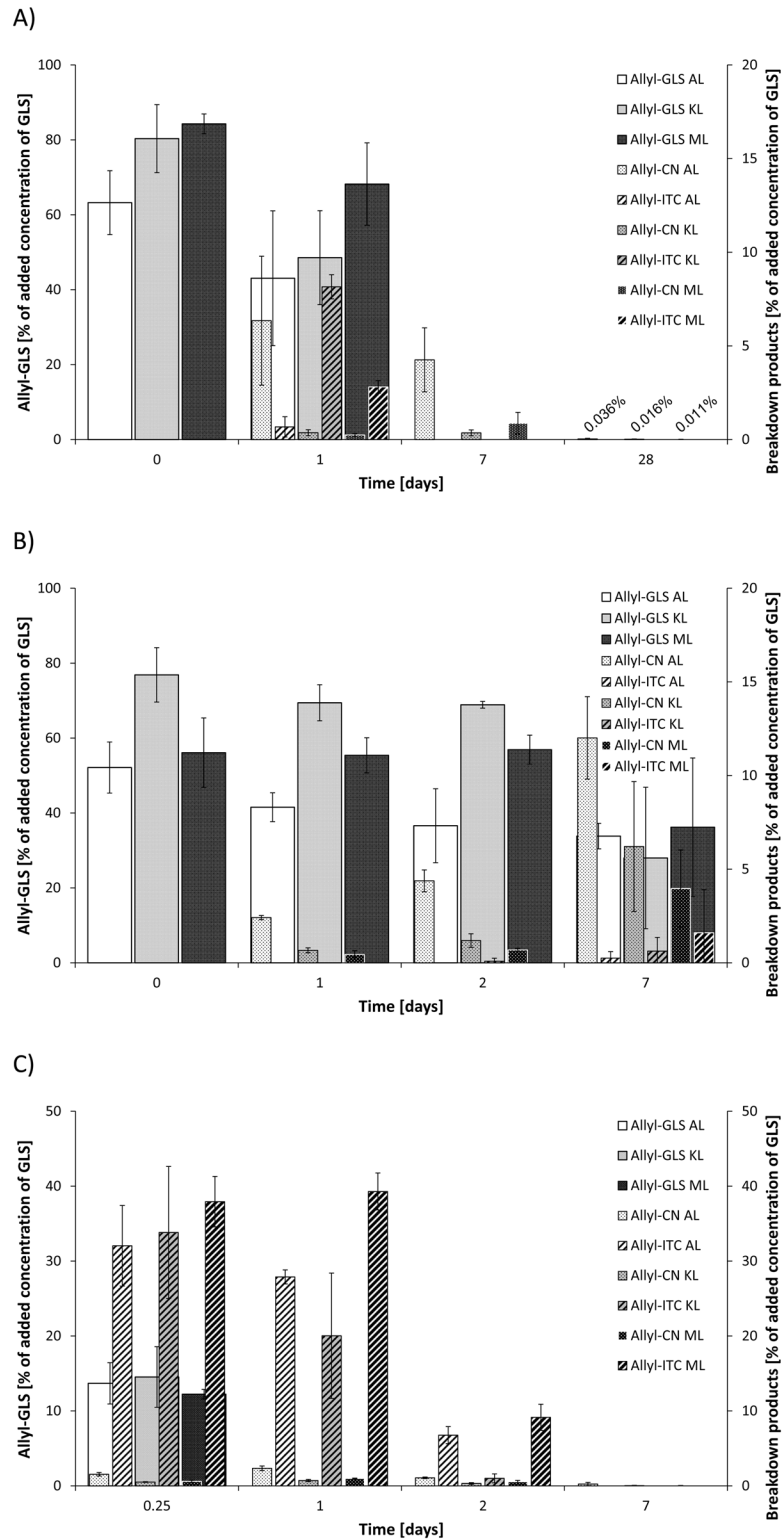 A)
Allyl-GLS [% of added concentration of GLS]
100
80
60
40
20
0
Allyl-GLS AL
Allyl-GLS KL
Allyl-GLS ML
Allyl-CN AL
Allyl-ITC AL
Allyl-CN KL
Allyl-ITC KL
Allyl-CN ML
Allyl-ITC ML
0.036%
0.016%
0.011%
20
15
10
5
0
Breakdown products [% of added concentration of GLS]
0 1 7 28
Time [days]
B)
Allyl-GLS [% of added concentration of GLS]
100
80
60
40
20
0
Allyl-GLS AL
Allyl-GLS KL
Allyl-GLS ML
Allyl-CN AL
Allyl-ITC AL
Allyl-CN KL
Allyl-ITC KL
Allyl-CN ML
Allyl-ITC ML
20
15
10
5
0
Breakdown products [% of added concentration of GLS]
0 1 2 7
Time [days]
C)
Allyl-GLS [% of added concentration of GLS]
50
40
30
20
10
0
Allyl-GLS AL
Allyl-GLS KL
Allyl-GLS ML
Allyl-CN AL
Allyl-ITC AL
Allyl-CN KL
Allyl-ITC KL
Allyl-CN ML
Allyl-ITC ML
50
40
30
20
10
0
Breakdown products [% of added concentration of GLS]
0.25 1 2 7
Time [days]